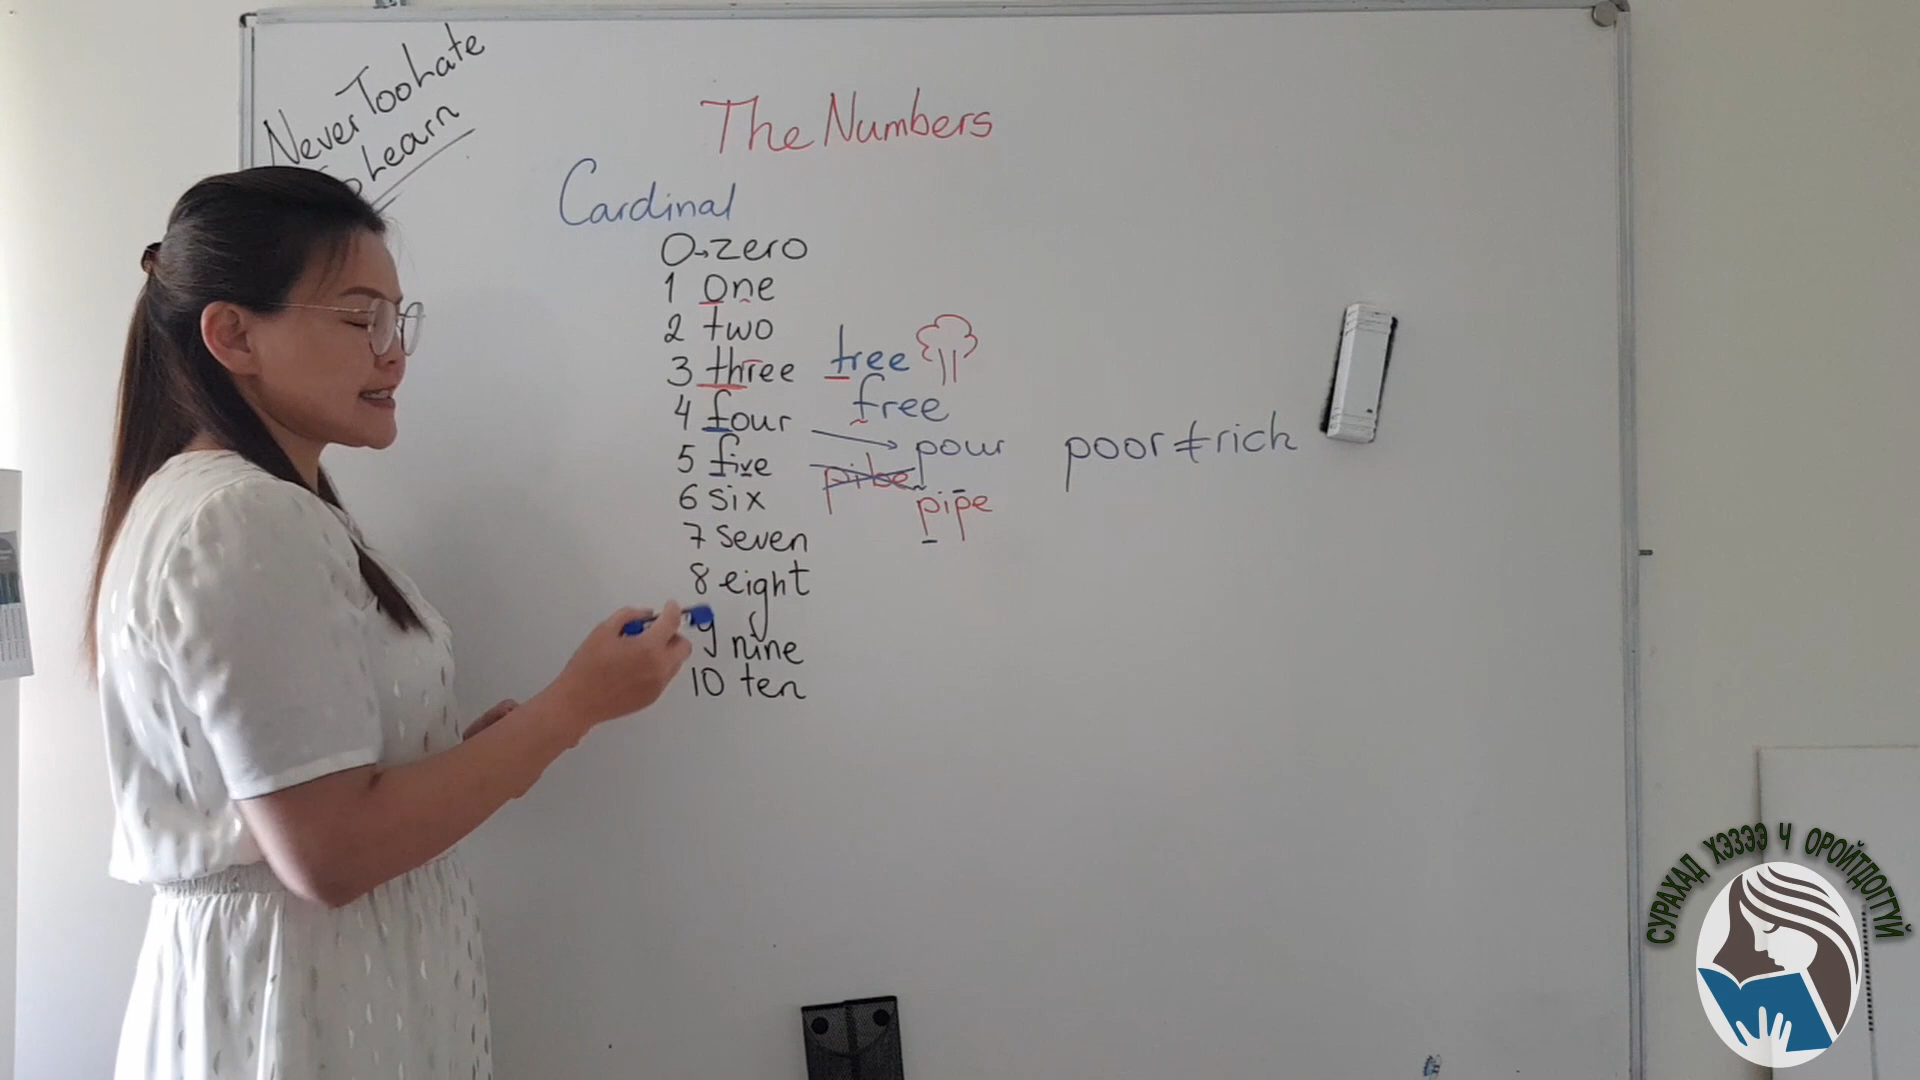 Never Too Late
Learn
The Numbers
Cardinal
0→zero
1 one
2 two
3 three tree
4 four free
pour poor ≠ rich
5 five pibe
6 six pipe
7 seven
8 eight
9 nine
10 ten
СУРАХАД ХЭЗЭЭ Ч ОРОЙТДОГГҮЙ